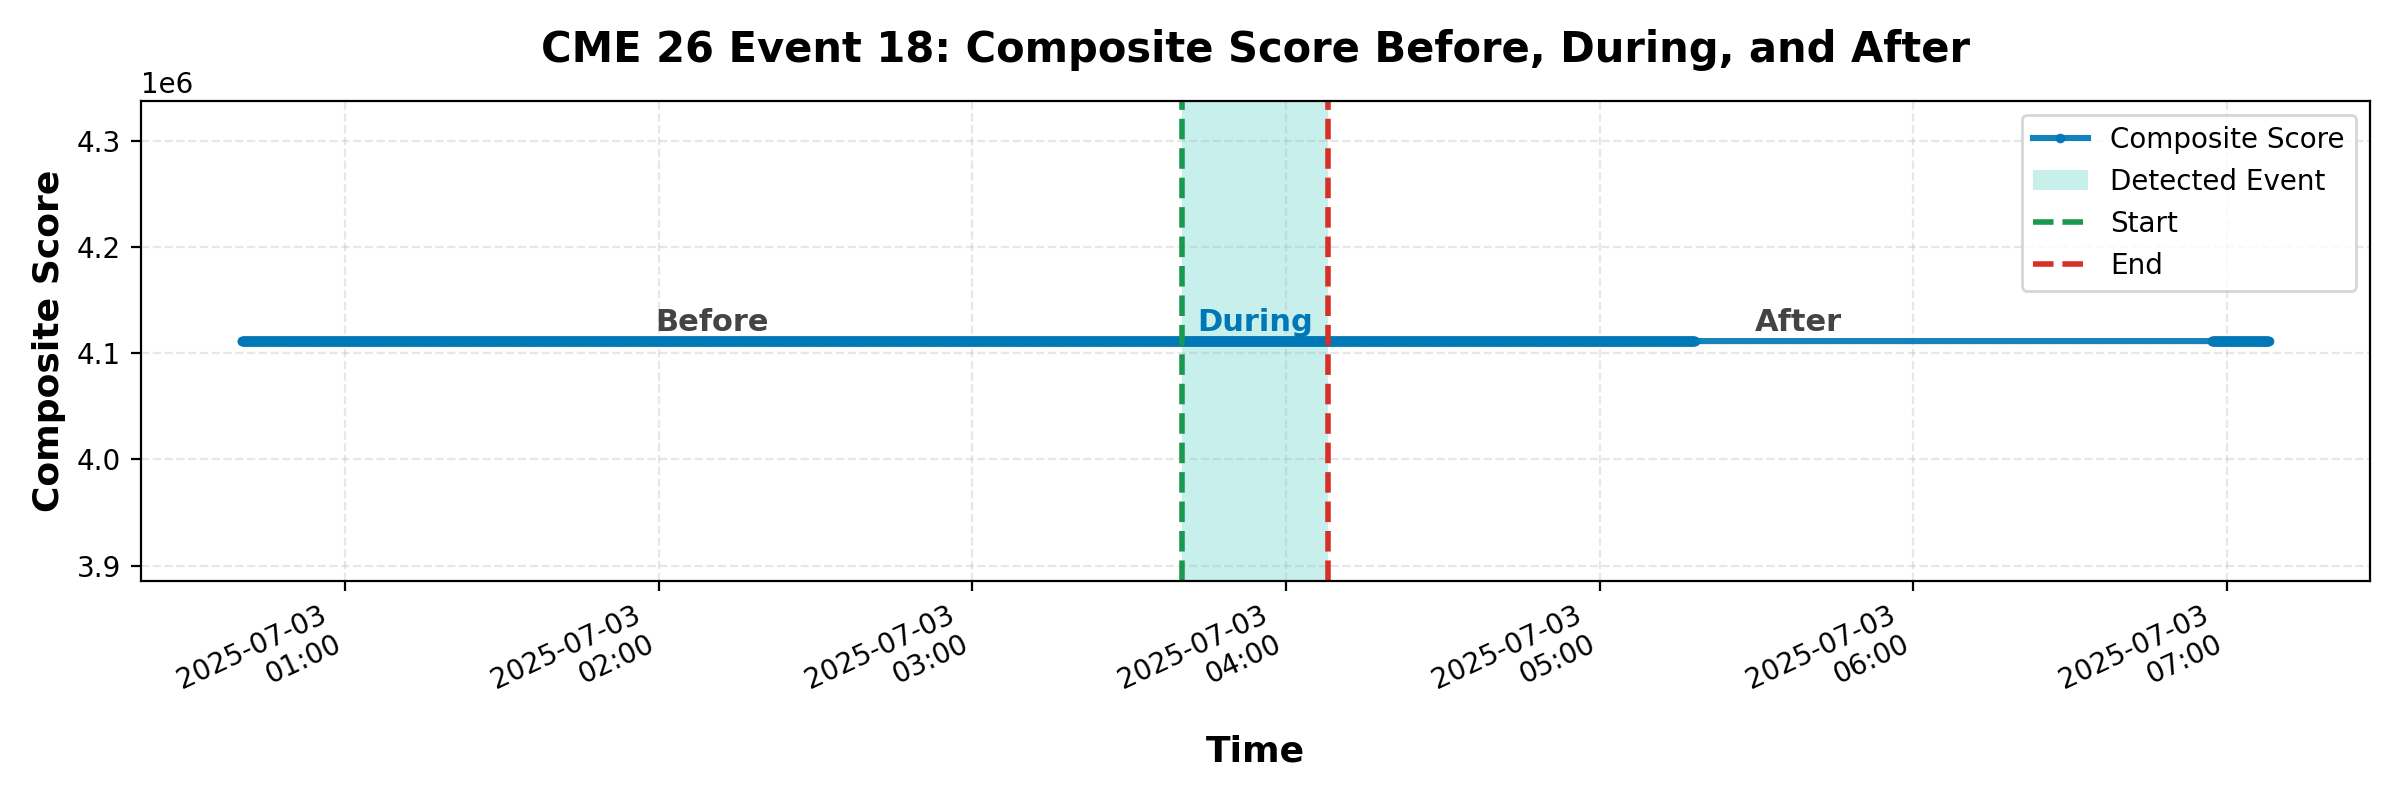 CME 26 Event 18: Composite Score Before, During, and After
1e6
Composite Score
4.3
4.2
4.1
4.0
3.9
Before
During
After
Composite Score
Detected Event
Start
End
2025-07-03
01:00
2025-07-03
02:00
2025-07-03
03:00
2025-07-03
04:00
2025-07-03
05:00
2025-07-03
06:00
2025-07-03
07:00
Time